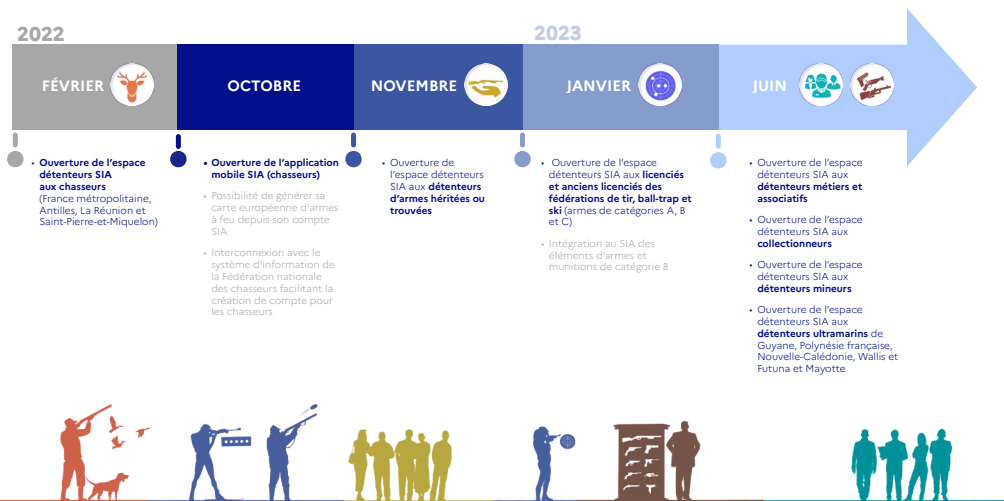 2022
2023
FÉVRIER
OCTOBRE
NOVEMBRE
JANVIER
JUIN
• Ouverture de l'espace
détenteurs SIA
aux chasseurs
(France métropolitaine,
Antilles, La Réunion et
Saint-Pierre-et-Miquelon)
• Ouverture de l'application
mobile SIA (chasseurs)
• Possibilité de générer sa
carte européenne d'armes
à feu depuis son compte
SIA
• Interconnexion avec le
système d'information de
la Fédération nationale
des chasseurs facilitant la
création de compte pour
les chasseurs
• Ouverture de
l'espace détenteurs
SIA aux détenteurs
d'armes héritées ou
trouvées
• Ouverture de l'espace
détenteurs SIA aux licenciés
et anciens licenciés des
fédérations de tir, ball-trap et
ski (armes de catégories A, B
et C)
• Intégration au SIA des
éléments d'armes et
munitions de catégorie B
• Ouverture de l'espace
détenteurs SIA aux
détenteurs métiers et
associatifs
• Ouverture de l'espace
détenteurs SIA aux
collectionneurs
• Ouverture de l'espace
détenteurs SIA aux
détenteurs mineurs
• Ouverture de l'espace
détenteurs SIA aux
détenteurs ultramarins de
Guyane, Polynésie française,
Nouvelle-Calédonie, Wallis et
Futuna et Mayotte